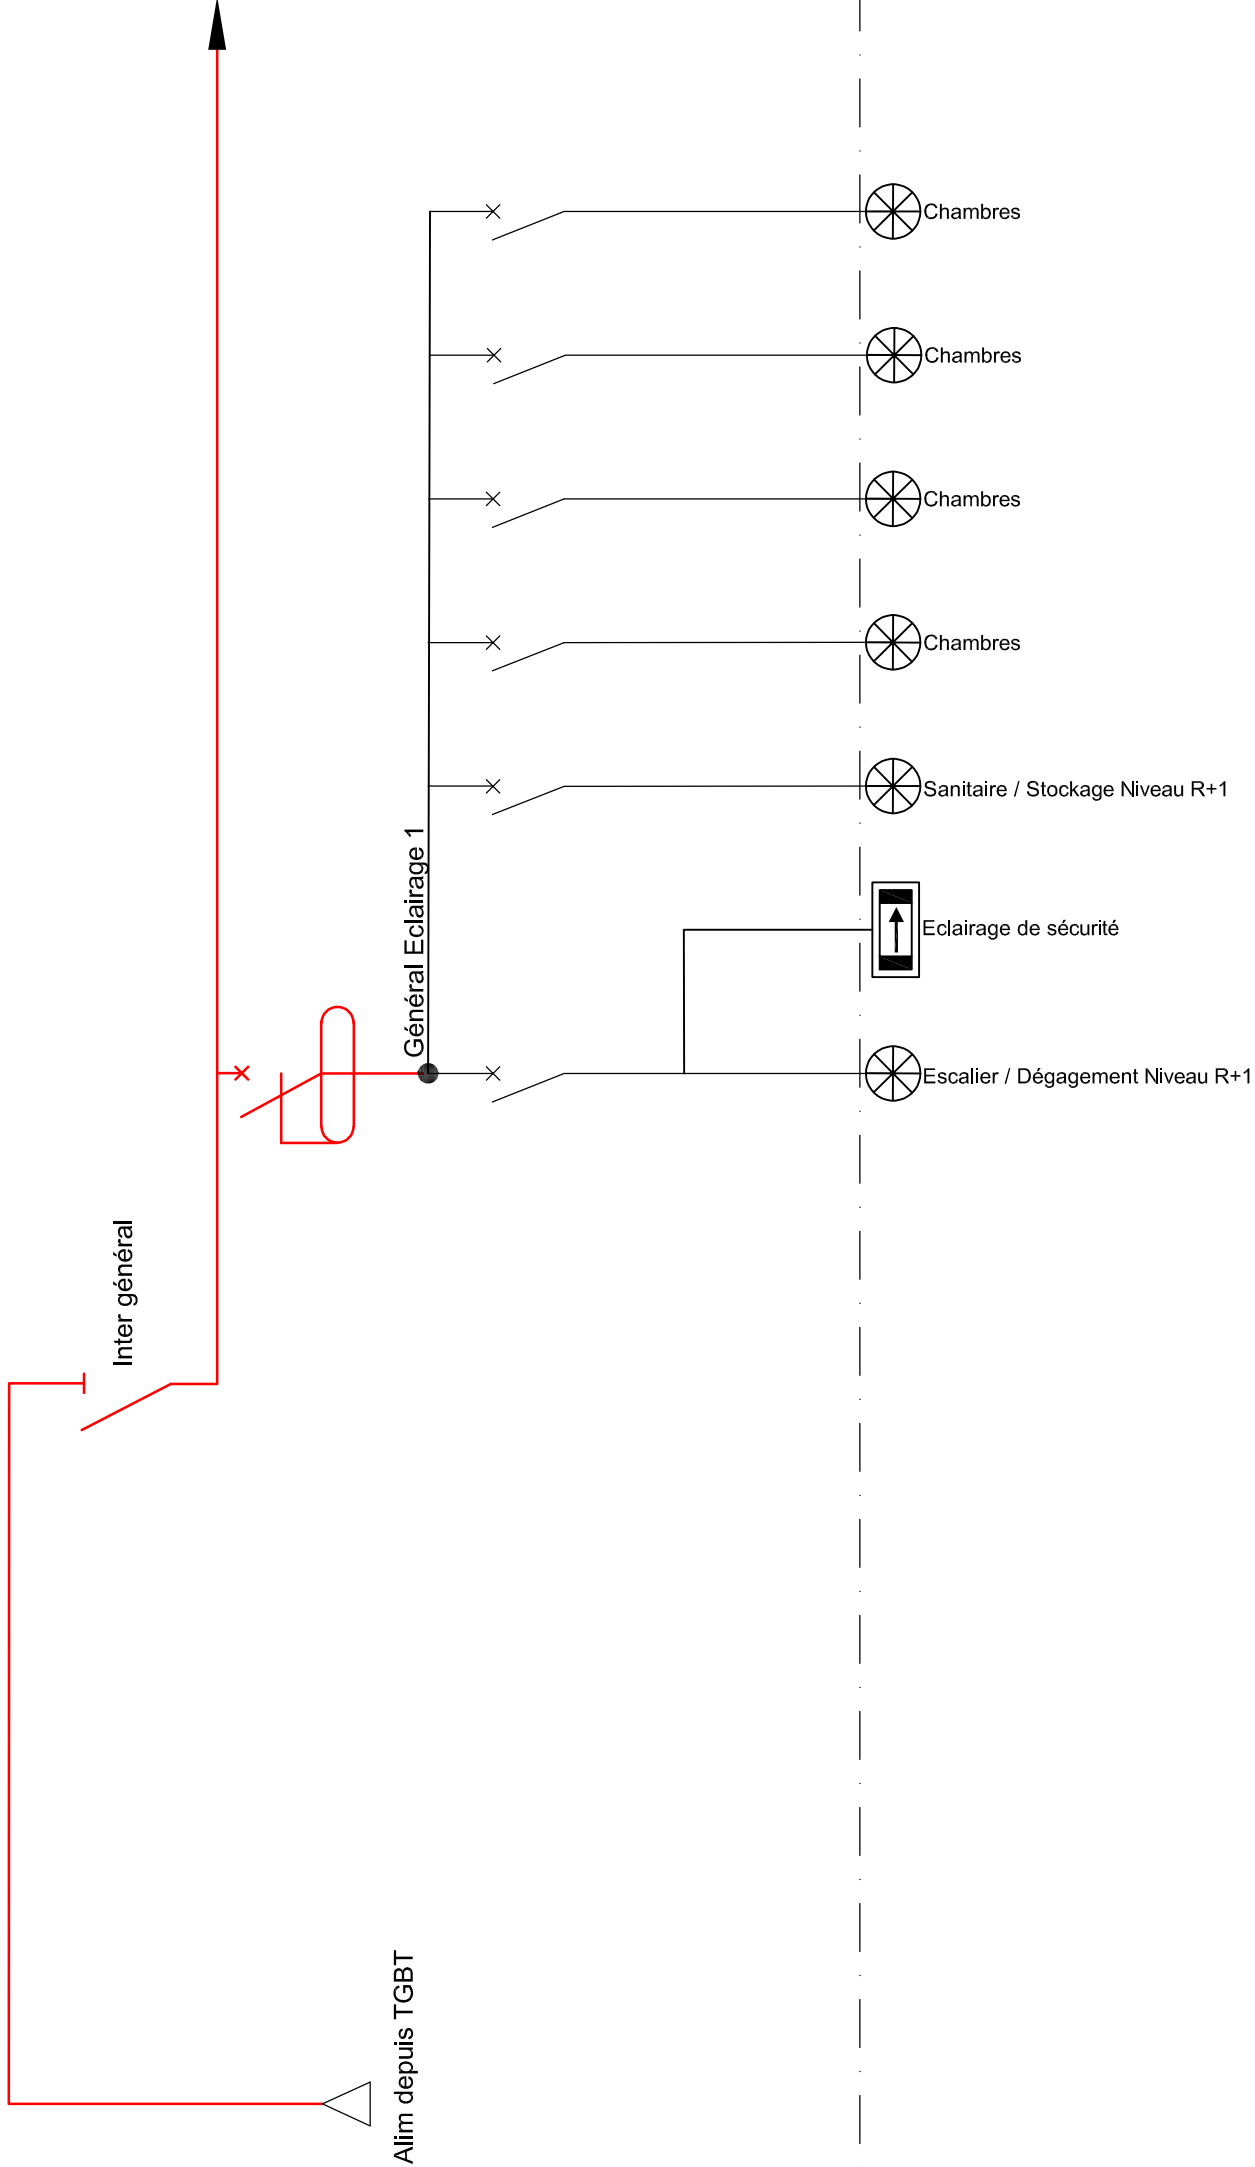 Chambres
Chambres
Chambres
Chambres
Sanitaire / Stockage Niveau R+1
Général Eclairage 1
Eclairage de sécurité
Escalier / Dégagement Niveau R+1
Inter général
Alim depuis TGBT